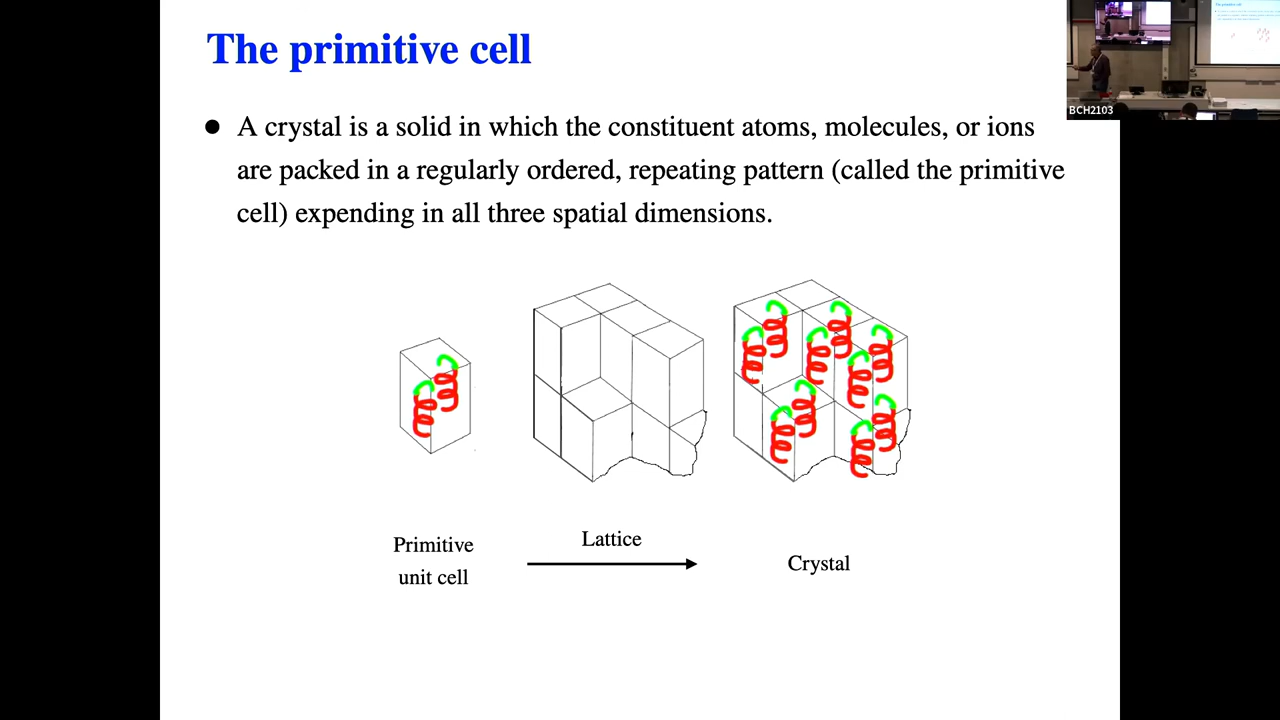 The primitive cell
● A crystal is a solid in which the constituent atoms, molecules, or ions
are packed in a regularly ordered, repeating pattern (called the primitive
cell) expending in all three spatial dimensions.
Primitive
unit cell
Lattice
Crystal
BCH2103